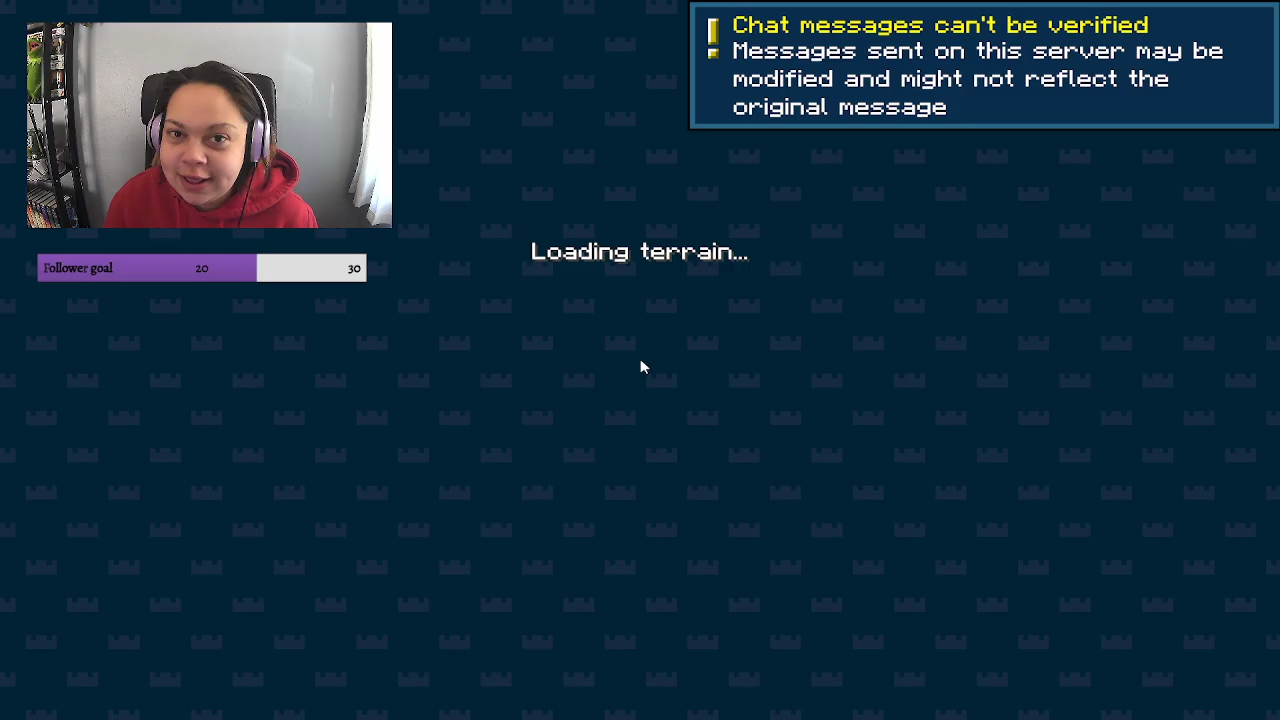 Chat messages can't be verified
Messages sent on this server may be
modified and might not reflect the
original message
Loading terrain...
Follower goal 20 30